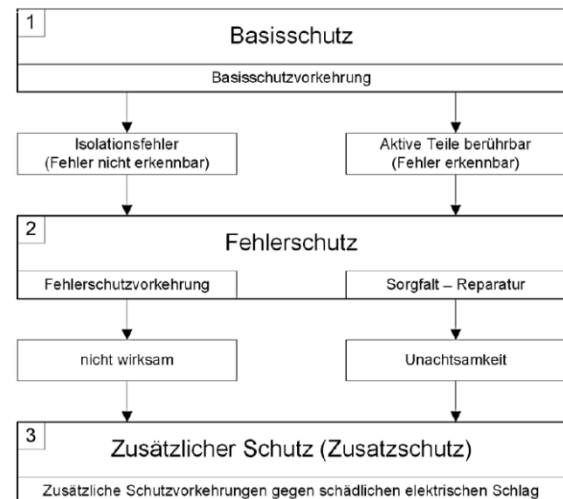 1
Basisschutz
Basisschutzvorkehrung
Isolationsfehler
(Fehler nicht erkennbar)
Aktive Teile berührbar
(Fehler erkennbar)
2
Fehlerschutz
Fehlerschutzvorkehrung
Sorgfalt – Reparatur
nicht wirksam
Unachtsamkeit
3
Zusätzlicher Schutz (Zusatzschutz)
Zusätzliche Schutzvorkehrungen gegen schädlichen elektrischen Schlag